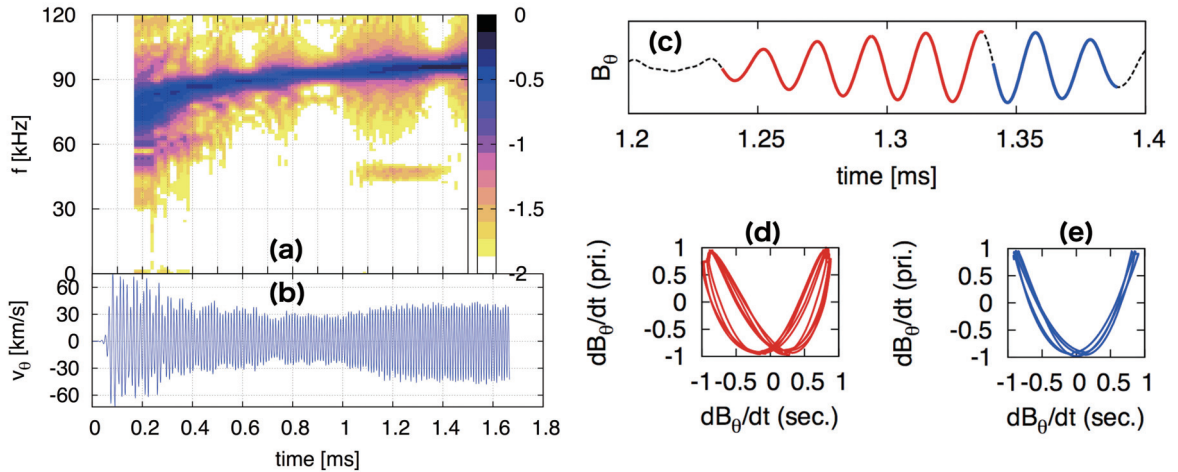 120
90
60
30
0
f [kHz]
(a)
0
-0.5
-1
-1.5
-2
60
30
0
-30
-60
vθ [km/s]
(b)
0 0.2 0.4 0.6 0.8 1 1.2 1.4 1.6 1.8
time [ms]
(c)
Bθ
1.2 1.25 1.3 1.35 1.4
time [ms]
(d)
dBθ/dt (pri.)
1
0.5
0
-0.5
-1
-1 -0.5 0 0.5 1
dBθ/dt (sec.)
(e)
dBθ/dt (pri.)
1
0.5
0
-0.5
-1
-1 -0.5 0 0.5 1
dBθ/dt (sec.)